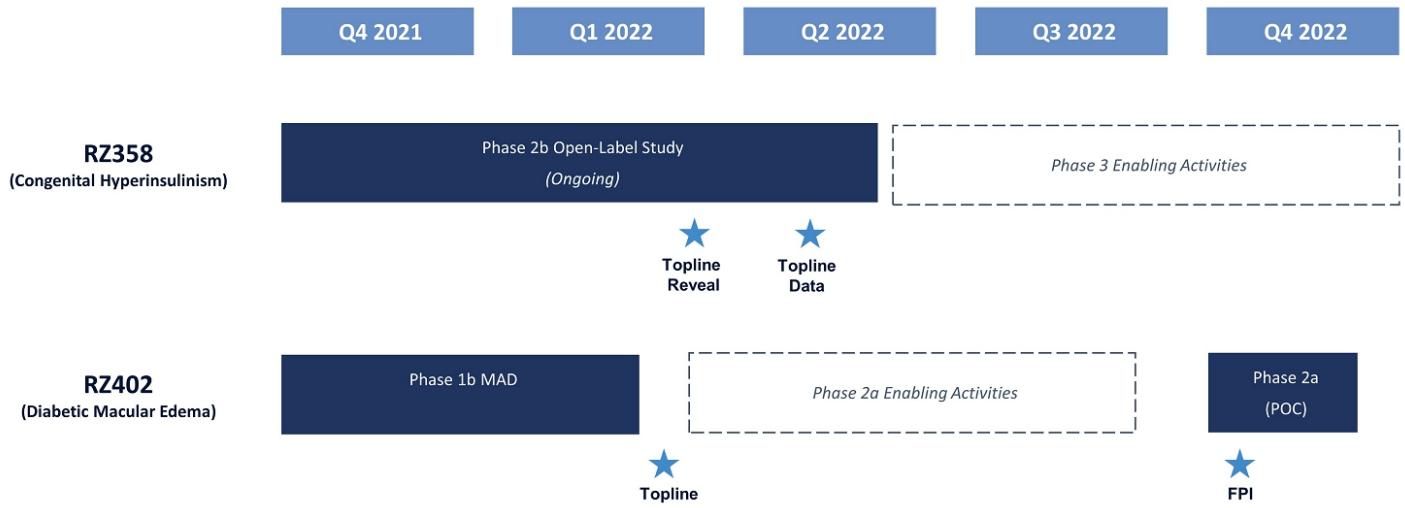 Q4 2021
Q1 2022
Q2 2022
Q3 2022
Q4 2022
RZ358
(Congenital Hyperinsulinism)
Phase 2b Open-Label Study
(Ongoing)
Phase 3 Enabling Activities
Topline
Reveal
Topline
Data
RZ402
(Diabetic Macular Edema)
Phase 1b MAD
Phase 2a Enabling Activities
Phase 2a
(POC)
Topline
FPI